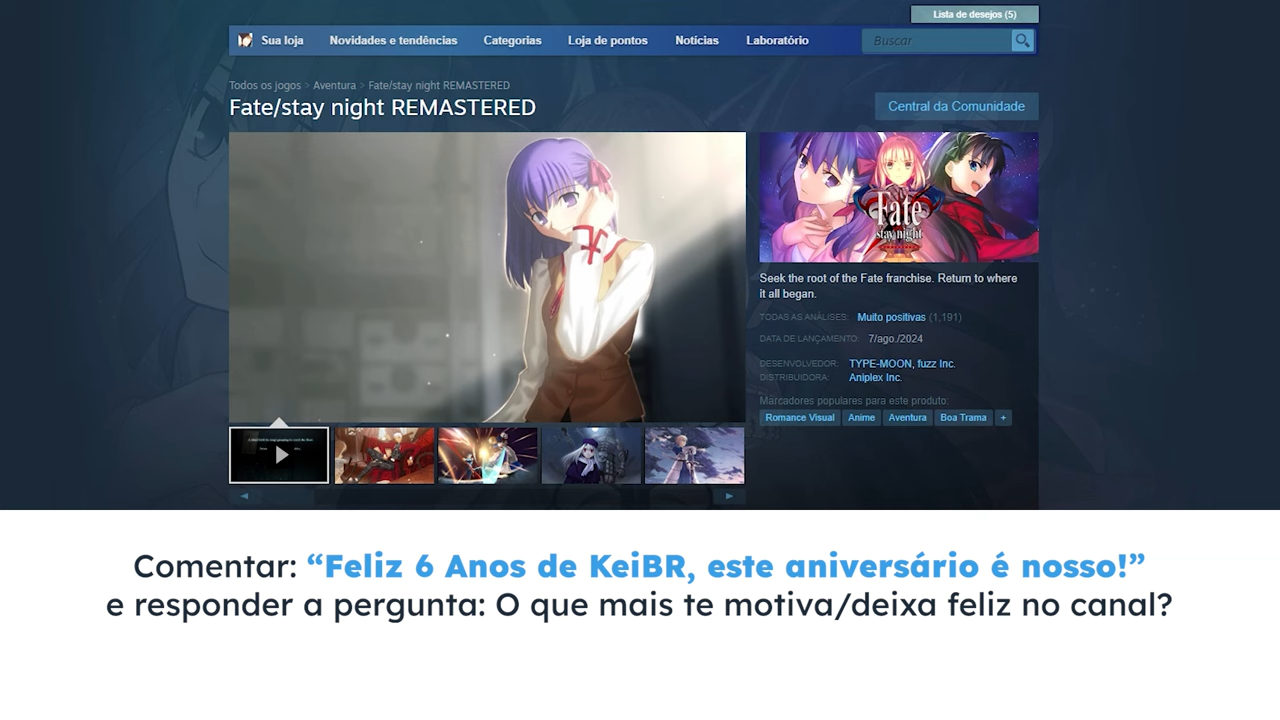 Lista de desejos (5)
Sua loja Novidades e tendências Categorias Loja de pontos Notícias Laboratório Buscar
Todos os jogos > Aventura > Fate/stay night REMASTERED
Fate/stay night REMASTERED
Central da Comunidade
Fate
stay night
Seek the root of the Fate franchise. Return to where
it all began.
TODAS AS ANÁLISES: Muito positivas (1,191)
DATA DE LANÇAMENTO: 7/ago./2024
DESENVOLVEDOR: TYPE-MOON, fuzz Inc.
DISTRIBUIDORA: Aniplex Inc.
Marcadores populares para este produto:
Romance Visual Anime Aventura Boa Trama +
Comentar: “Feliz 6 Anos de KeiBR, este aniversário é nosso!”
e responder a pergunta: O que mais te motiva/deixa feliz no canal?